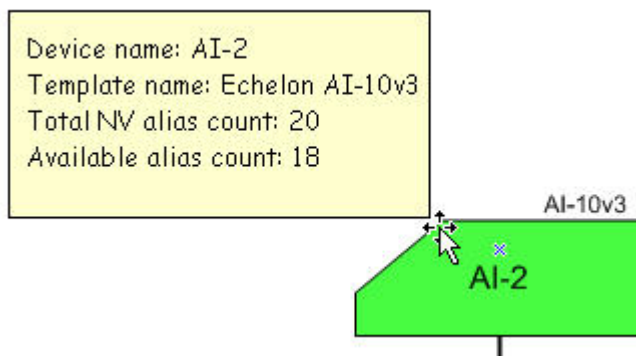 Device name: AI-2
Template name: Echelon AI-10v3
Total NV alias count: 20
Available alias count: 18
AI-10v3
AI-2